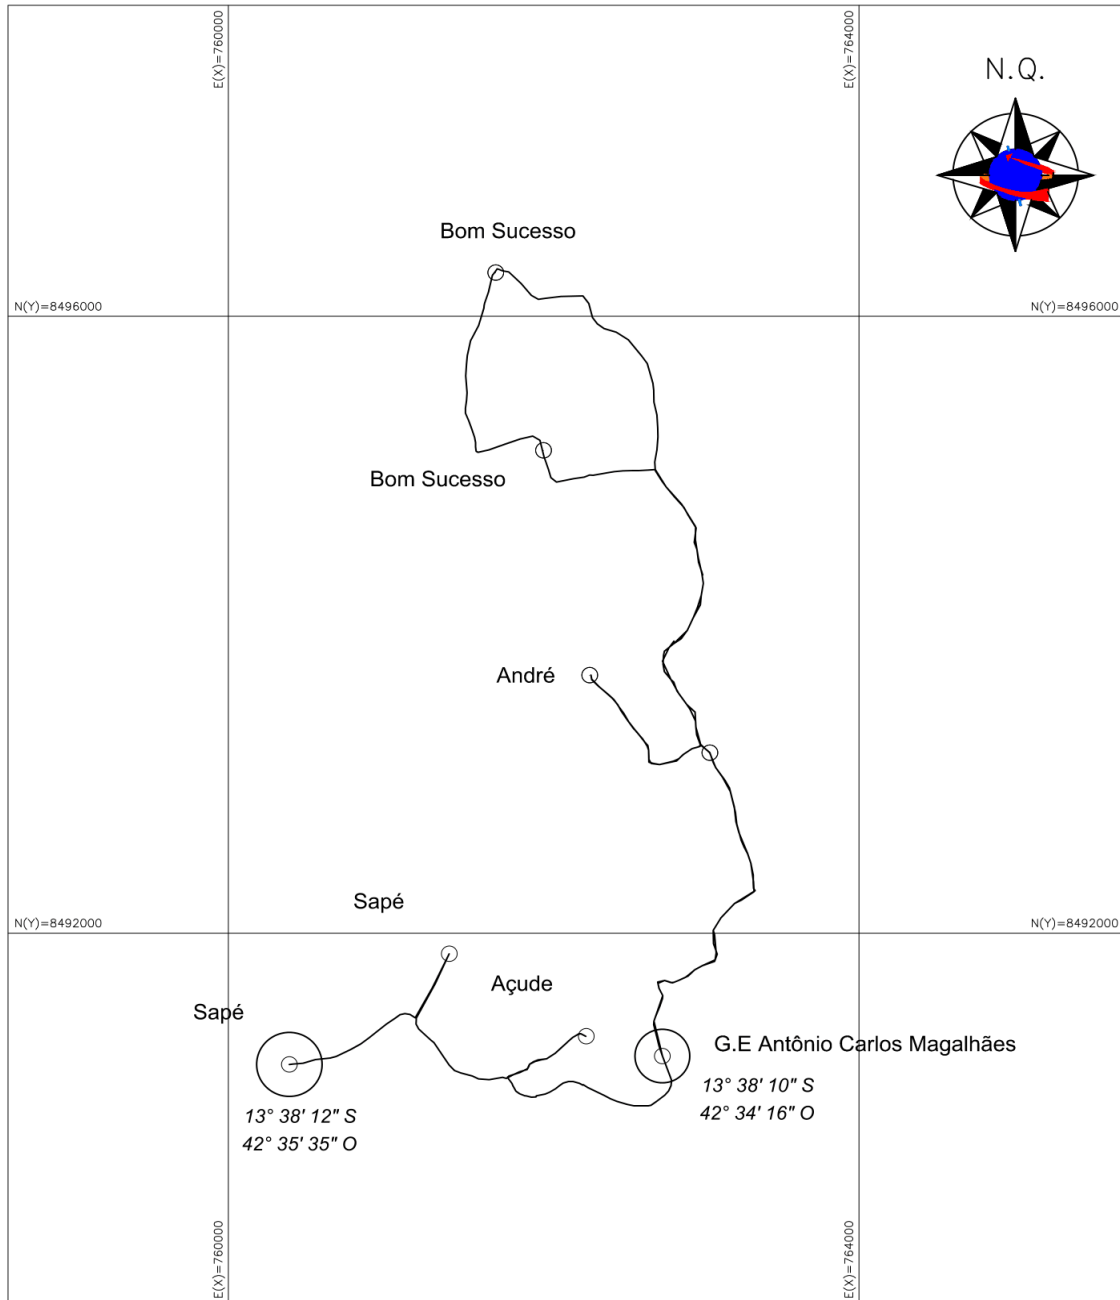 E(X)=760000
E(X)=764000
N.Q.
Bom Sucesso
N(Y)=8496000
N(Y)=8496000
Bom Sucesso
André
Sapé
N(Y)=8492000
N(Y)=8492000
Açude
Sapé
G.E Antônio Carlos Magalhães
13° 38' 10" S
42° 34' 16" O
13° 38' 12" S
42° 35' 35" O
E(X)=760000
E(X)=764000